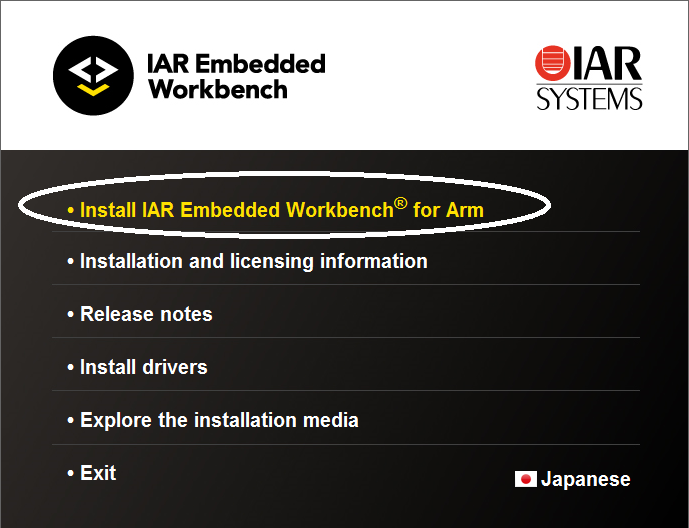 IAR Embedded
Workbench
IAR
SYSTEMS
• Install IAR Embedded Workbench® for Arm
• Installation and licensing information
• Release notes
• Install drivers
• Explore the installation media
• Exit
Japanese